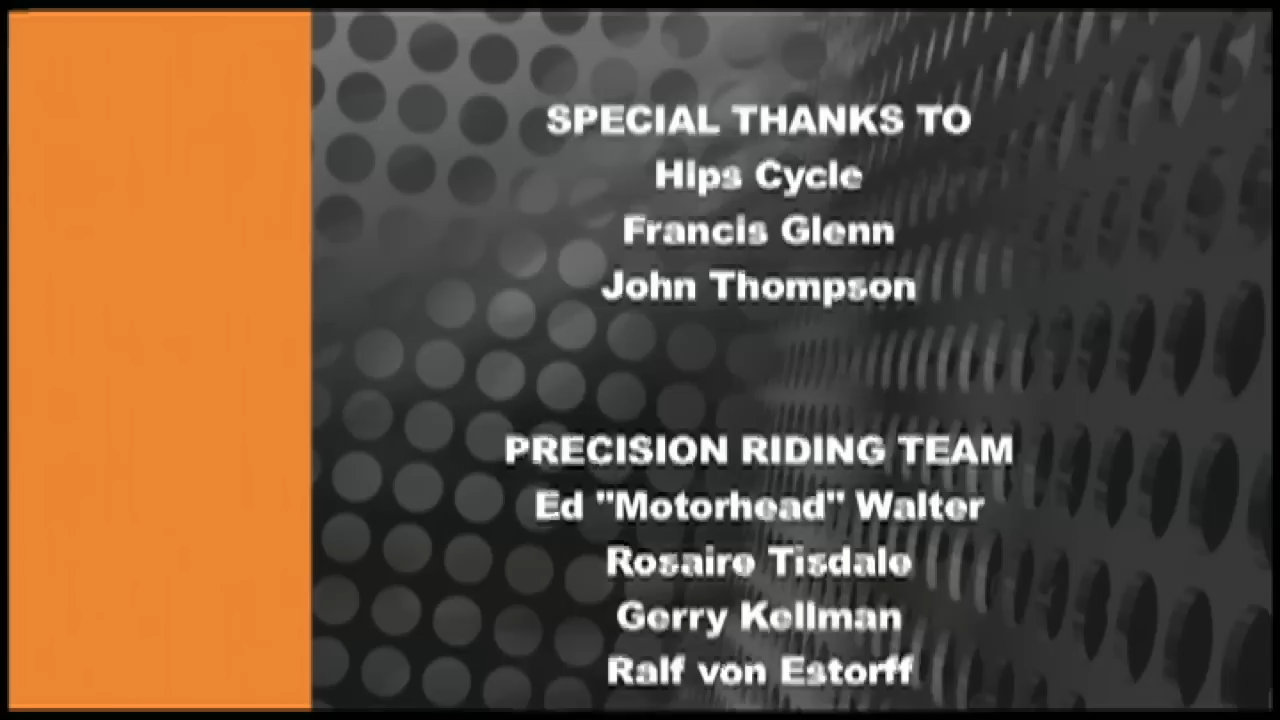 SPECIAL THANKS TO
Hips Cycle
Francis Glenn
John Thompson
PRECISION RIDING TEAM
Ed "Motorhead" Walter
Rosaire Tisdale
Gerry Kellman
Ralf von Estorff